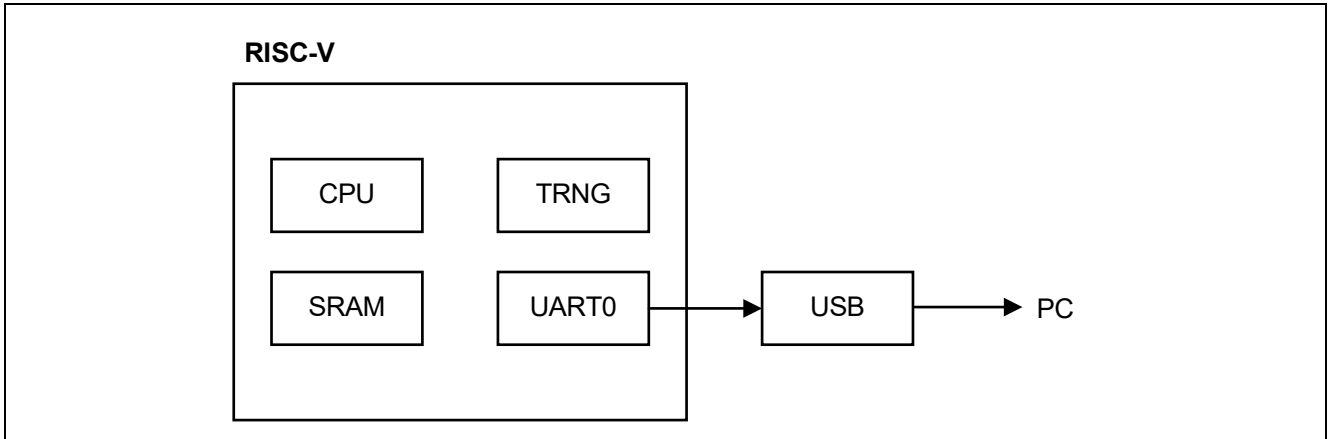 RISC-V
CPU
TRNG
SRAM
UART0
USB
PC